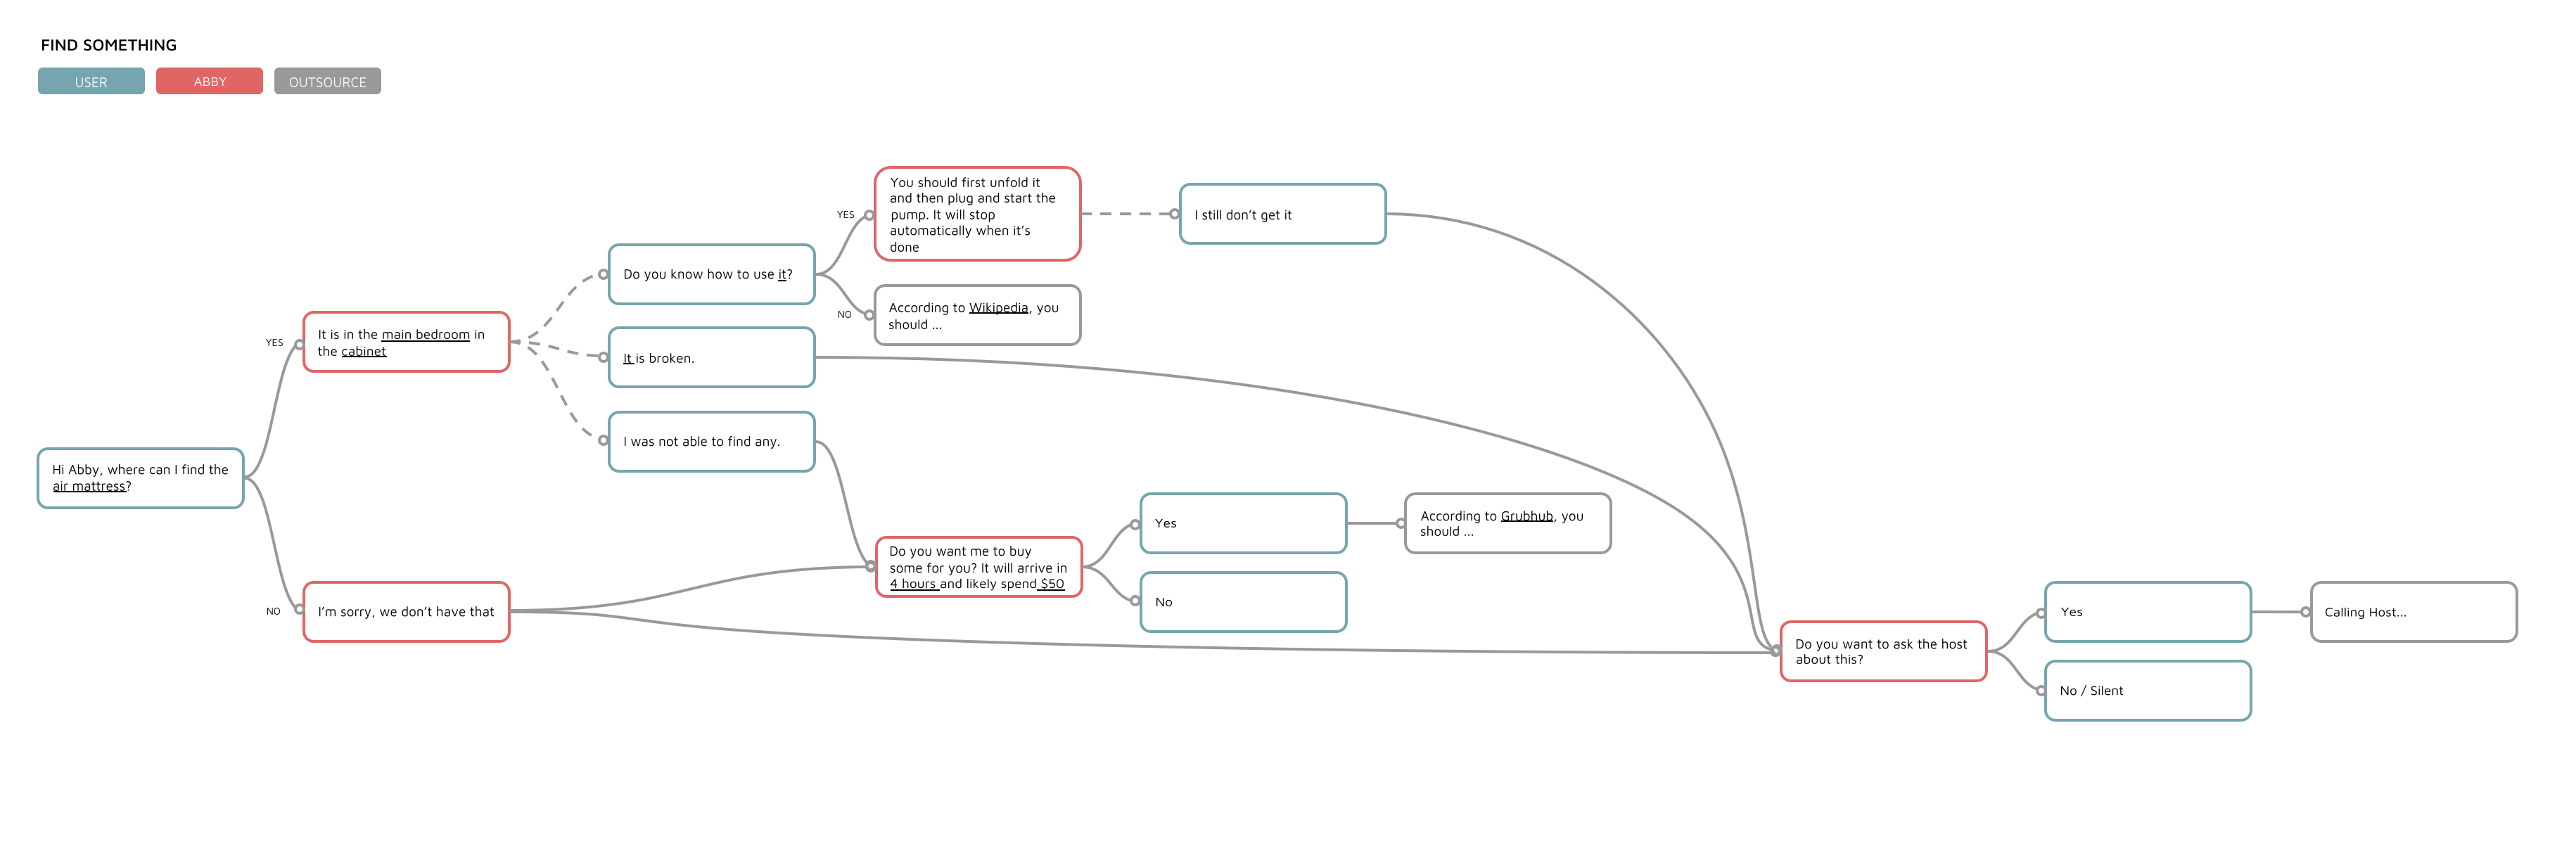 FIND SOMETHING
USER
ABBY
OUTSOURCE
Hi Abby, where can I find the
air mattress?
YES
It is in the main bedroom in
the cabinet
NO
I'm sorry, we don't have that
Do you know how to use it?
It is broken.
I was not able to find any.
YES
You should first unfold it
and then plug and start the
pump. It will stop
automatically when it's
done
NO
According to Wikipedia, you
should ...
I still don't get it
Do you want me to buy
some for you? It will arrive in
4 hours and likely spend $50
Yes
No
According to Grubhub, you
should ...
Do you want to ask the host
about this?
Yes
No / Silent
Calling Host...